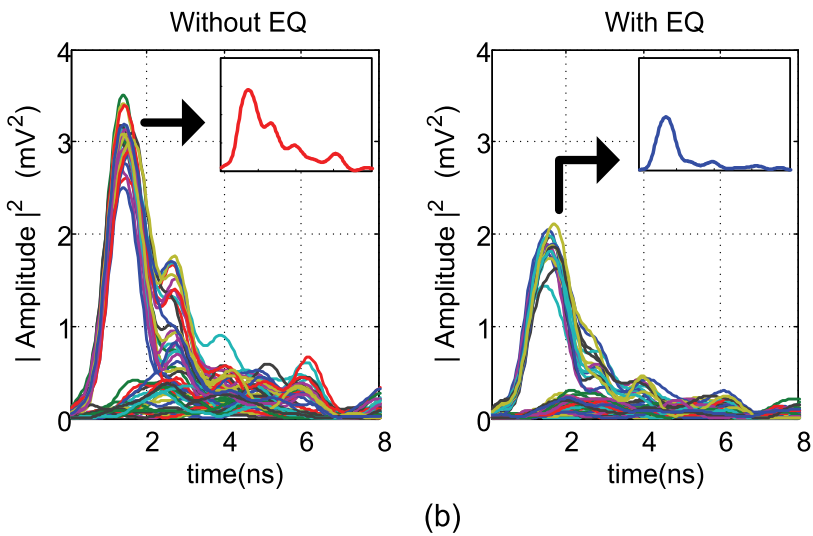 Without EQ
With EQ
4
3
2
1
0
| Amplitude |² (mV²)
2
4
6
8
time(ns)
4
3
2
1
0
| Amplitude |² (mV²)
2
4
6
8
time(ns)
(b)